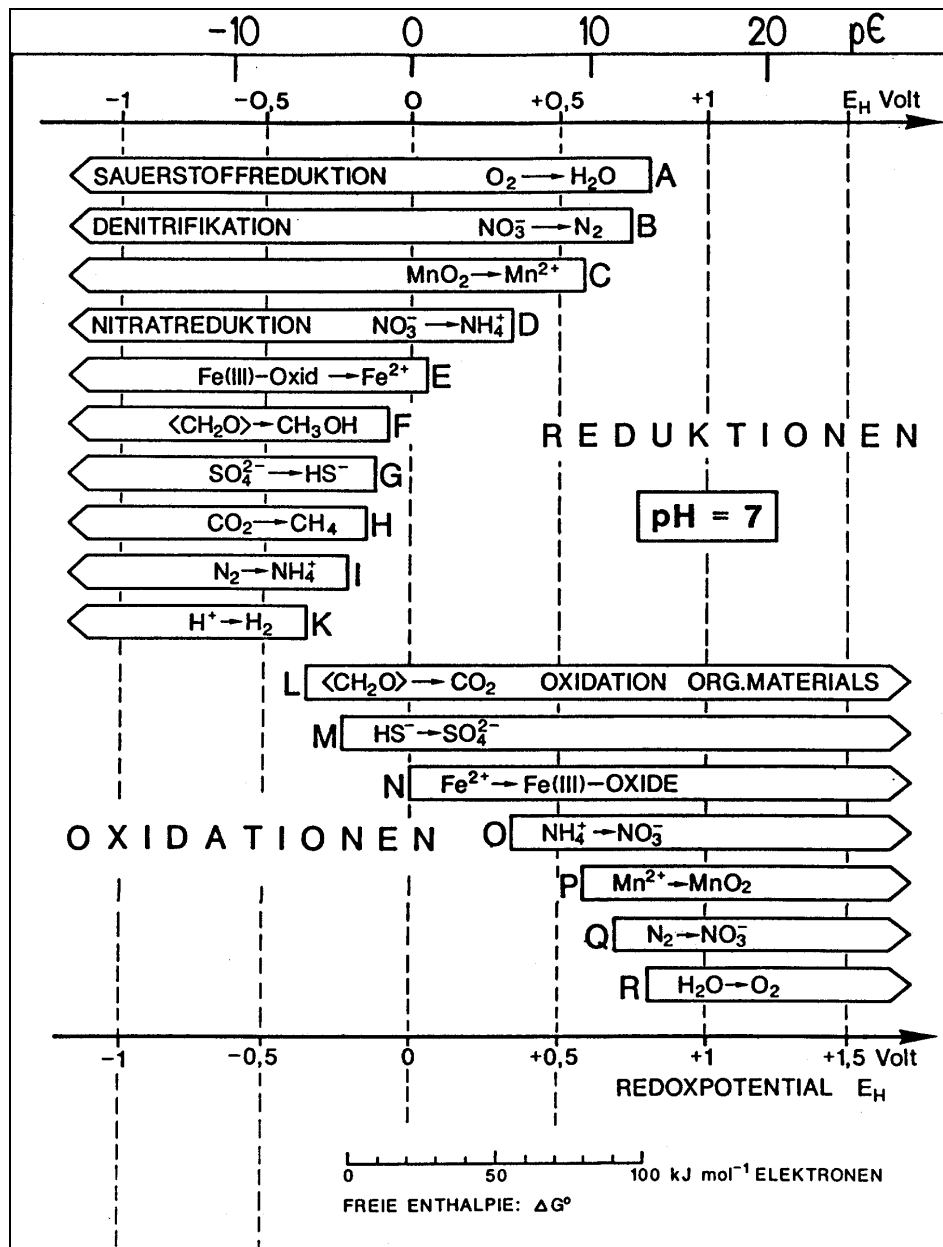 −10 0 10 20 pϵ
−1 −0,5 0 +0,5 +1 E_H Volt
SAUERSTOFFREDUKTION O₂ → H₂O A
DENITRIFIKATION NO₃⁻ → N₂ B
MnO₂ → Mn²⁺ C
NITRATREDUKTION NO₃⁻ → NH₄⁺ D
Fe(III)−Oxid → Fe²⁺ E
⟨CH₂O⟩ → CH₃OH F
REDUKTIONEN
SO₄²⁻ → HS⁻ G
pH = 7
CO₂ → CH₄ H
N₂ → NH₄⁺ I
H⁺ → H₂ K
L ⟨CH₂O⟩ → CO₂ OXIDATION ORG.MATERIALS
M HS⁻ → SO₄²⁻
N Fe²⁺ → Fe(III)−OXIDE
OXIDATIONEN
O NH₄⁺ → NO₃⁻
P Mn²⁺ → MnO₂
Q N₂ → NO₃⁻
R H₂O → O₂
−1 −0,5 0 +0,5 +1 +1,5 Volt
REDOXPOTENTIAL E_H
0 50 100 kJ mol⁻¹ ELEKTRONEN
FREIE ENTHALPIE: ΔG°